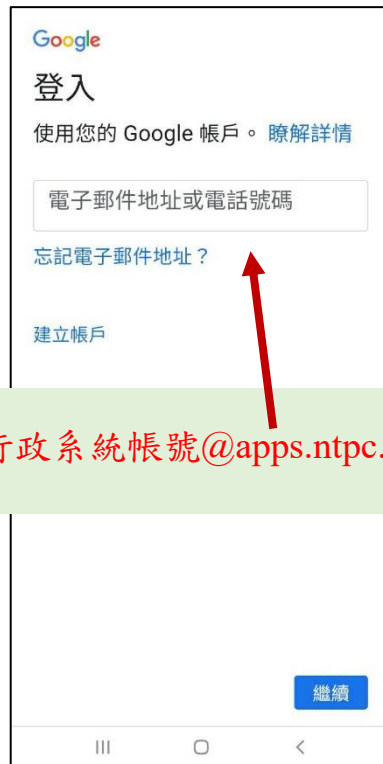 Google
登入
使用您的 Google 帳戶。 瞭解詳情
電子郵件地址或電話號碼
忘記電子郵件地址？
建立帳戶
行政系統帳號@apps.ntpc.
繼續